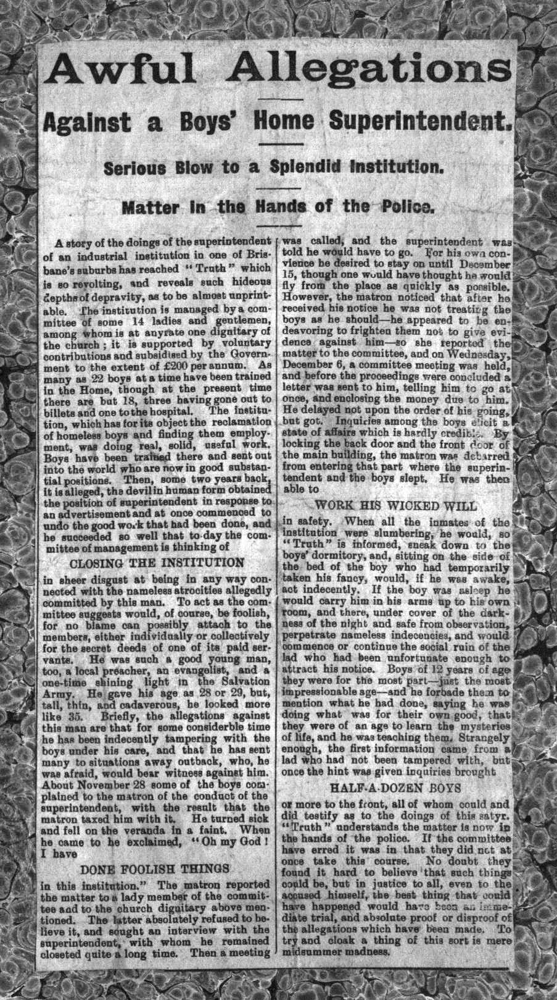 Awful Allegations
Against a Boys' Home Superintendent.
Serious Blow to a Splendid Institution.
Matter in the Hands of the Police.
A story of the doings of the superintendent
of an industrial institution in one of Bris-
bane's suburbs has reached "Truth" which
is so revolting, and reveals such hideous
depths of depravity, as to be almost unprint-
able. The institution is managed by a com-
mittee of some 14 ladies and gentlemen,
among whom is at anyrate one dignitary of
the church; it is supported by voluntary
contributions and subsidised by the Govern-
ment to the extent of £200 per annum. As
many as 22 boys at a time have been trained
in the Home, though at the present time
there are but 18, three having gone out to
billets and one to the hospital. The institu-
tion, which has for its object the reclamation
of homeless boys and finding them employ-
ment, was doing real, solid, useful work.
Boys have been trained there and sent out
into the world who are now in good substan-
tial positions. Then, some two years back,
it is alleged, the devil in human form obtained
the position of superintendent in response to
an advertisement and at once commenced to
undo the good work that had been done, and
he succeeded so well that to-day the com-
mittee of management is thinking of
CLOSING THE INSTITUTION
in sheer disgust at being in any way con-
nected with the nameless atrocities allegedly
committed by this man. To act as the com-
mittee suggests would, of course, be foolish,
for no blame can possibly attach to the
members, either individually or collectively
for the secret deeds of one of its paid ser-
vants. He was such a good young man,
too, a local preacher, an evangelist, and a
one-time shining light in the Salvation
Army. He gave his age as 28 or 29, but,
tall, thin, and cadaverous, he looked more
like 35. Briefly, the allegations against
this man are that for some considerble time
he has been indecently tampering with the
boys under his care, and that he has sent
many to situations away outback, who, he
was afraid, would bear witness against him.
About November 28 some of the boys com-
plained to the matron of the conduct of the
superintendent, with the result that the
matron taxed him with it. He turned sick
and fell on the veranda in a faint. When
he came to he exclaimed, "Oh my God!
I have
DONE FOOLISH THINGS
in this institution." The matron reported
the matter to a lady member of the commit-
tee and to the church dignitary above men-
tioned. The latter absolutely refused to be-
lieve it, and sought an interview with the
superintendent, with whom he remained
closeted quite a long time. Then a meeting
was called, and the superintendent was
told he would have to go. For his own con-
vience he desired to stay on until December
15, though one would have thought he would
fly from the place as quickly as possible.
However, the matron noticed that after he
received his notice he was not treating the
boys as he should—he appeared to be en-
deavoring to frighten them not to give evi-
dence against him—so she reported the
matter to the committee, and on Wednesday,
December 6, a committee meeting was held,
and before the proceedings were concluded a
letter was sent to him, telling him to go at
once, and enclosing the money due to him.
He delayed not upon the order of his going,
but got. Inquiries among the boys elicit a
state of affairs which is hardly credible. By
locking the back door and the front door of
the main building, the matron was debarred
from entering that part where the superin-
tendent and the boys slept. He was then
able to
WORK HIS WICKED WILL
in safety. When all the inmates of the
institution were slumbering, he would, so
"Truth" is informed, sneak down to the
boys' dormitory, and, sitting on the side of
the bed of the boy who had temporarily
taken his fancy, would, if he was awake,
act indecently. If the boy was asleep he
would carry him in his arms up to his own
room, and there, under cover of the dark-
ness of the night and safe from observation,
perpetrate nameless indecencies, and would
commence or continue the social ruin of the
lad who had been unfortunate enough to
attract his notice. Boys of 12 years of age
they were for the most part—just the most
impressionable age—and he forbade them to
mention what he had done, saying he was
doing what was for their own good, that
they were of an age to learn the mysteries
of life, and he was teaching them. Strangely
enough, the first information came from a
lad who had not been tampered with, but
once the hint was given inquiries brought
HALF-A-DOZEN BOYS
or more to the front, all of whom could and
did testify as to the doings of this satyr.
"Truth" understands the matter is now in
the hands of the police. If the committee
have erred it was in that they did not at
once take this course. No doubt they
found it hard to believe that such things
could be, but in justice to all, even to the
accused himself, the best thing that could
have happened would have been an imme-
diate trial, and absolute proof or disproof of
the allegations which have been made. To
try and cloak a thing of this sort is mere
midsummer madness.